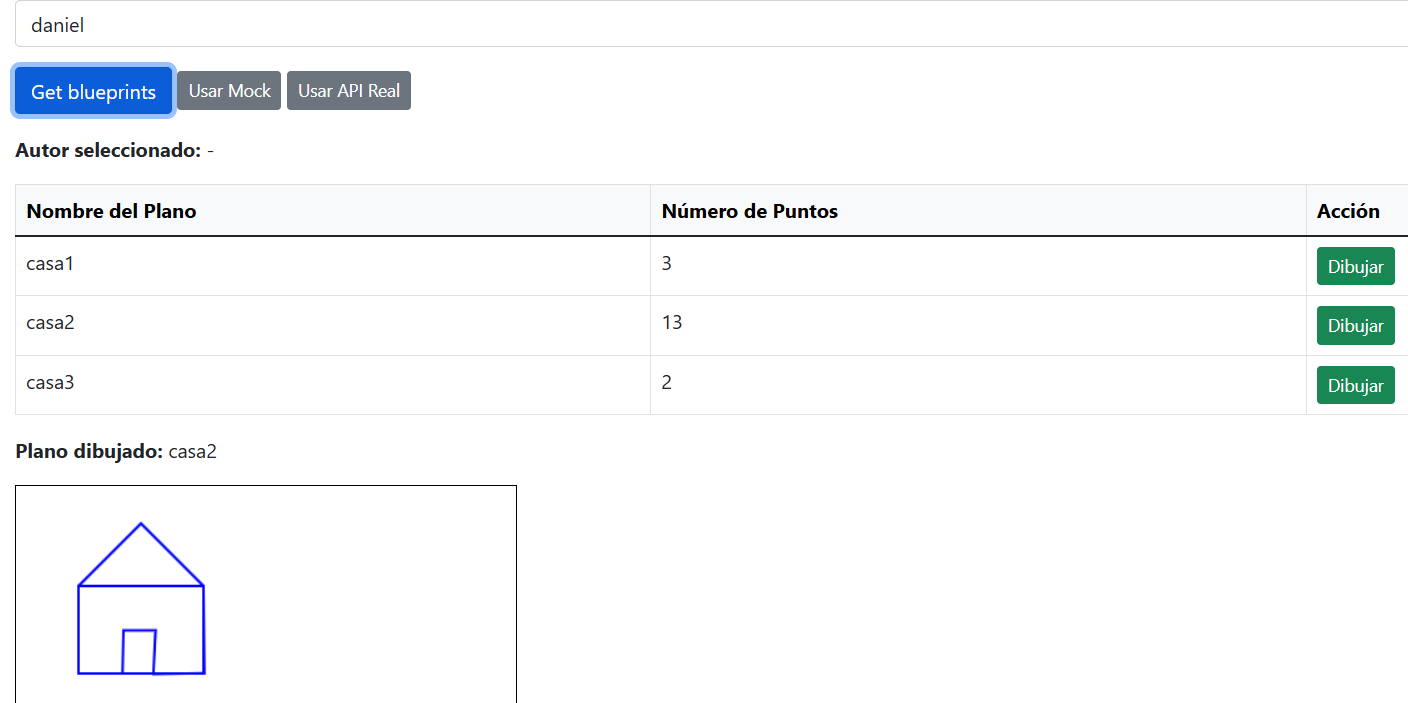 daniel
Get blueprints Usar Mock Usar API Real
Autor seleccionado: -
Nombre del Plano Número de Puntos Acción
casa1 3 Dibujar
casa2 13 Dibujar
casa3 2 Dibujar
Plano dibujado: casa2